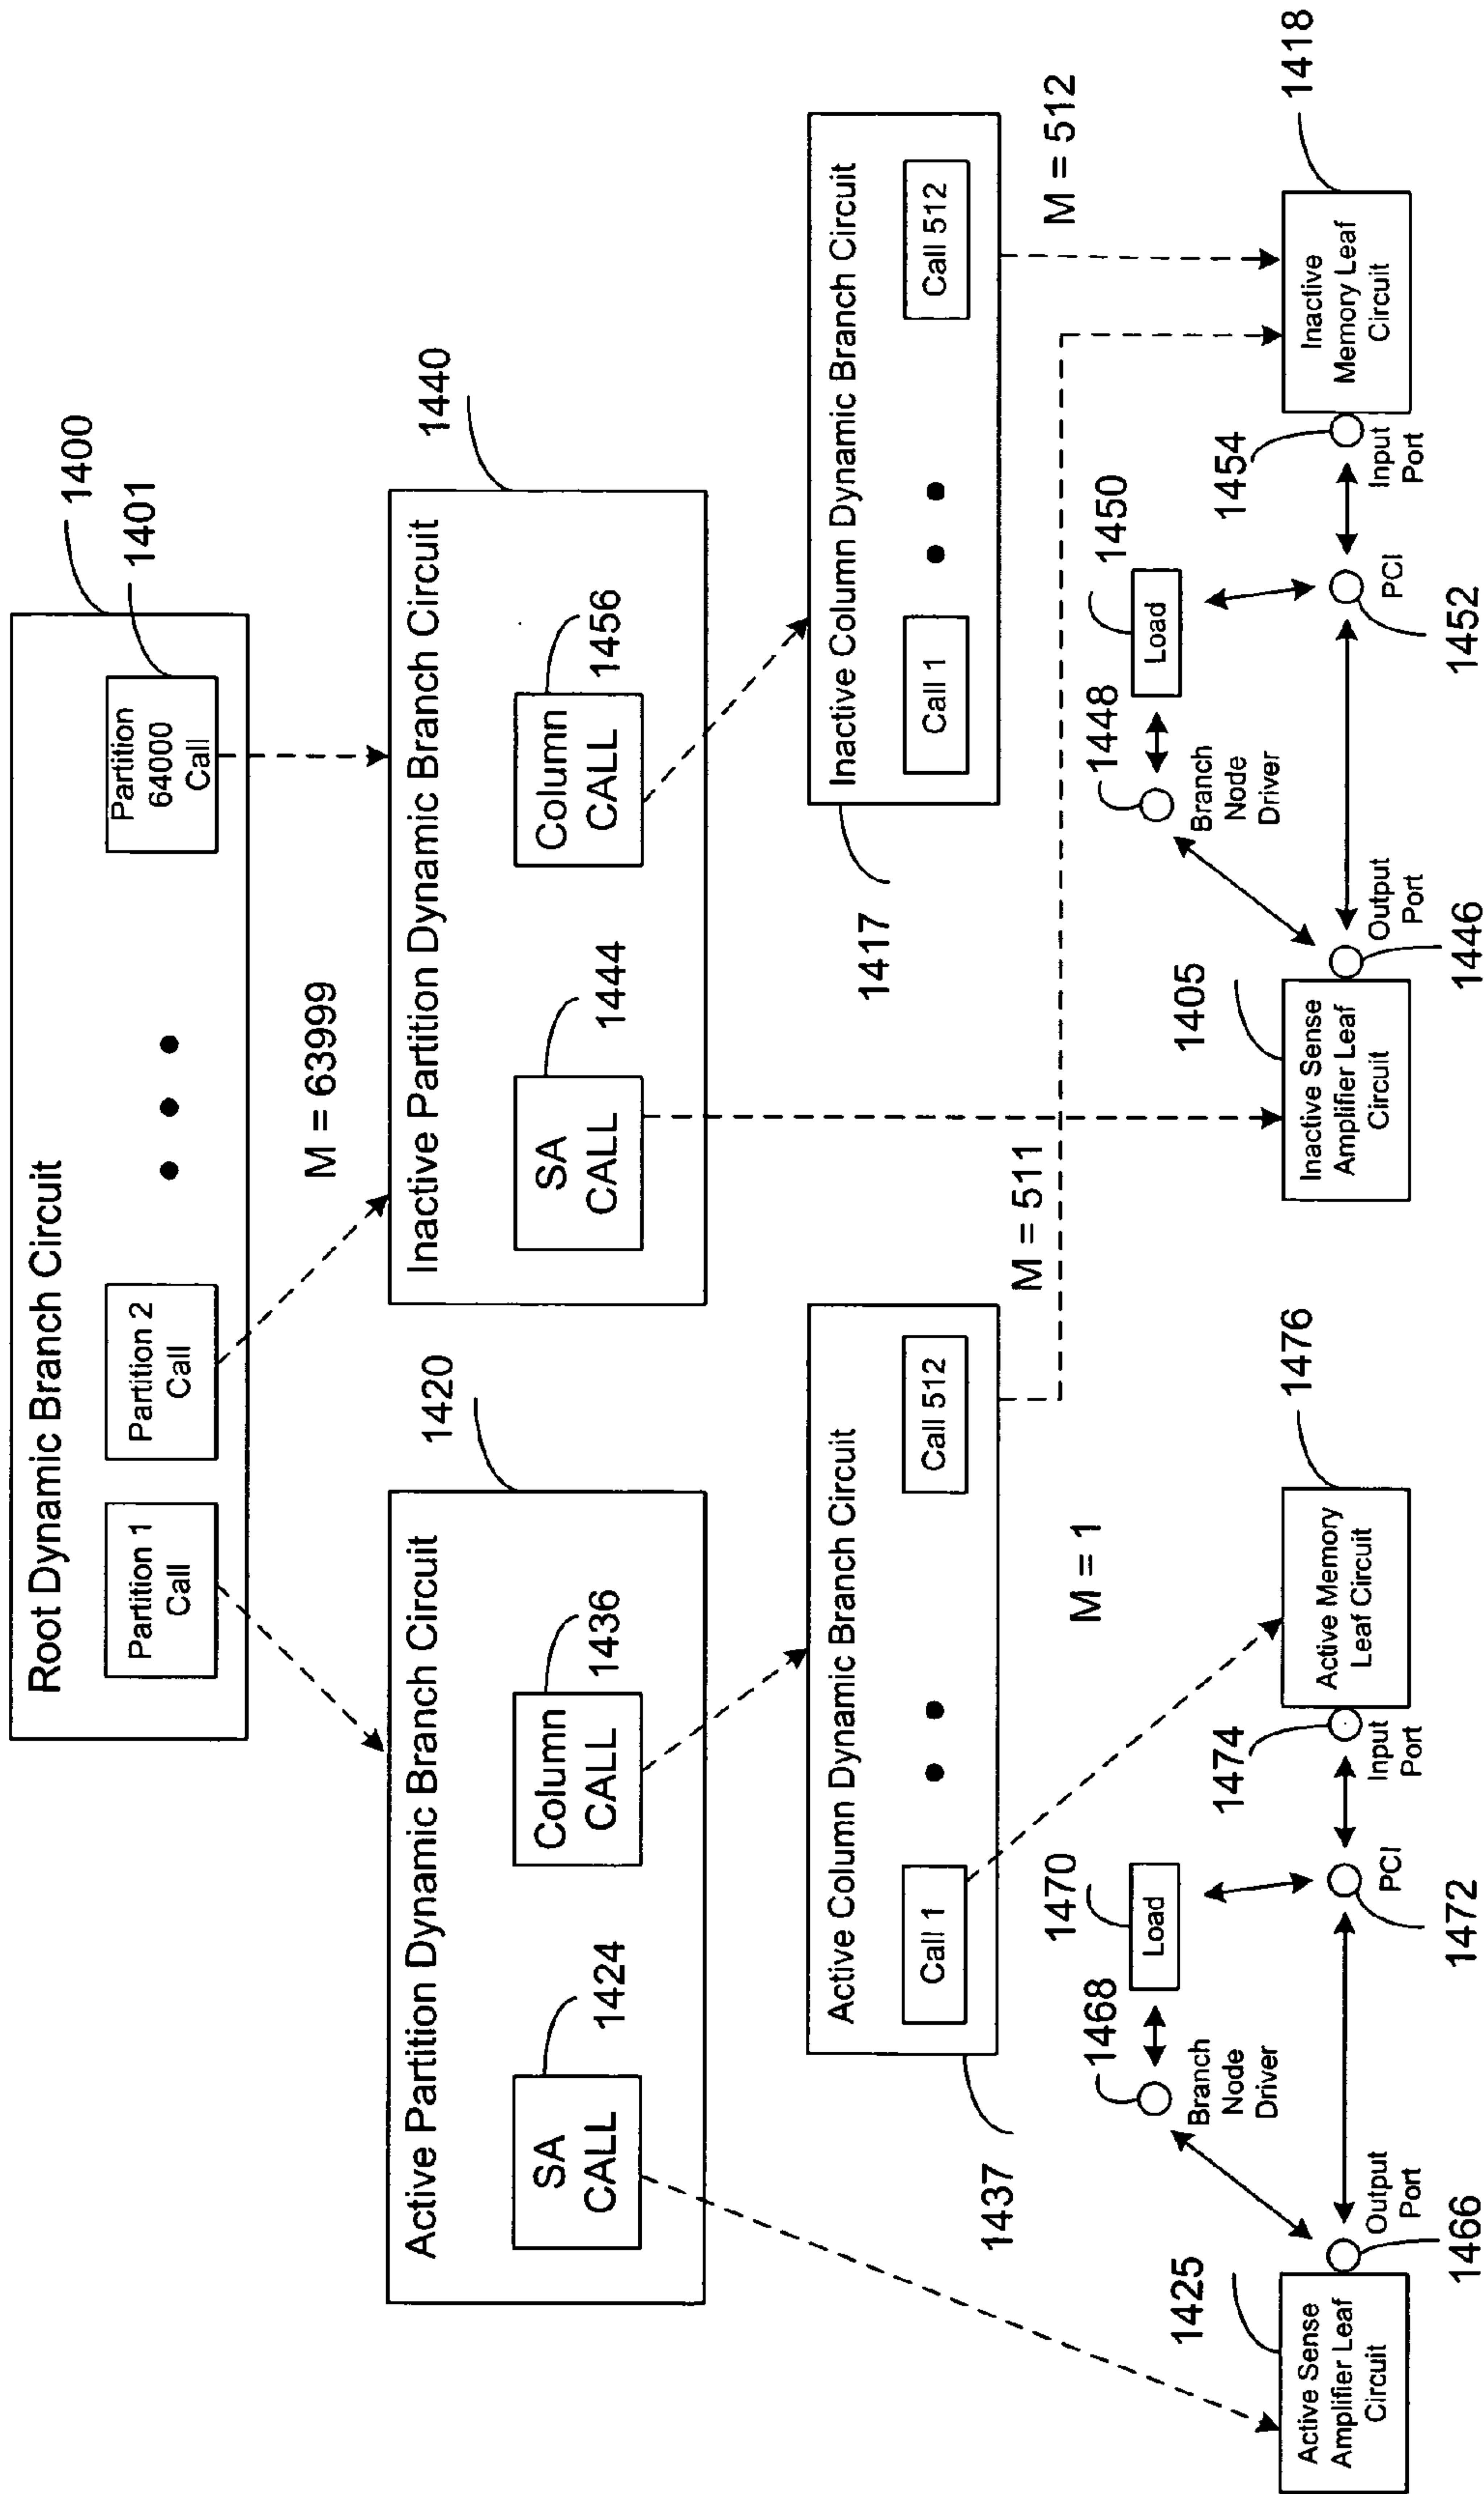 Root Dynamic Branch Circuit
1400
1401
Partition 1
Call
Partition 2
Call
Partition
64000
Call
M = 63999
1420
Active Partition Dynamic Branch Circuit
SA
CALL
1424
Column
CALL
1436
1440
Inactive Partition Dynamic Branch Circuit
SA
CALL
1444
Column
CALL
1456
Active Column Dynamic Branch Circuit
Call 1
Call 512
1437
M = 1
M = 511
Inactive Column Dynamic Branch Circuit
Call 1
Call 512
1417
M = 512
1425
Active Sense
Amplifier Leaf
Circuit
Output
Port
1466
1468
Branch
Node
Driver
1470
Load
PCI
1472
1474
Input
Port
Active Memory
Leaf Circuit
1476
1405
Inactive Sense
Amplifier Leaf
Circuit
Output
Port
1446
1448
Branch
Node
Driver
1450
Load
PCI
1452
1454
Input
Port
Inactive
Memory Leaf
Circuit
1418